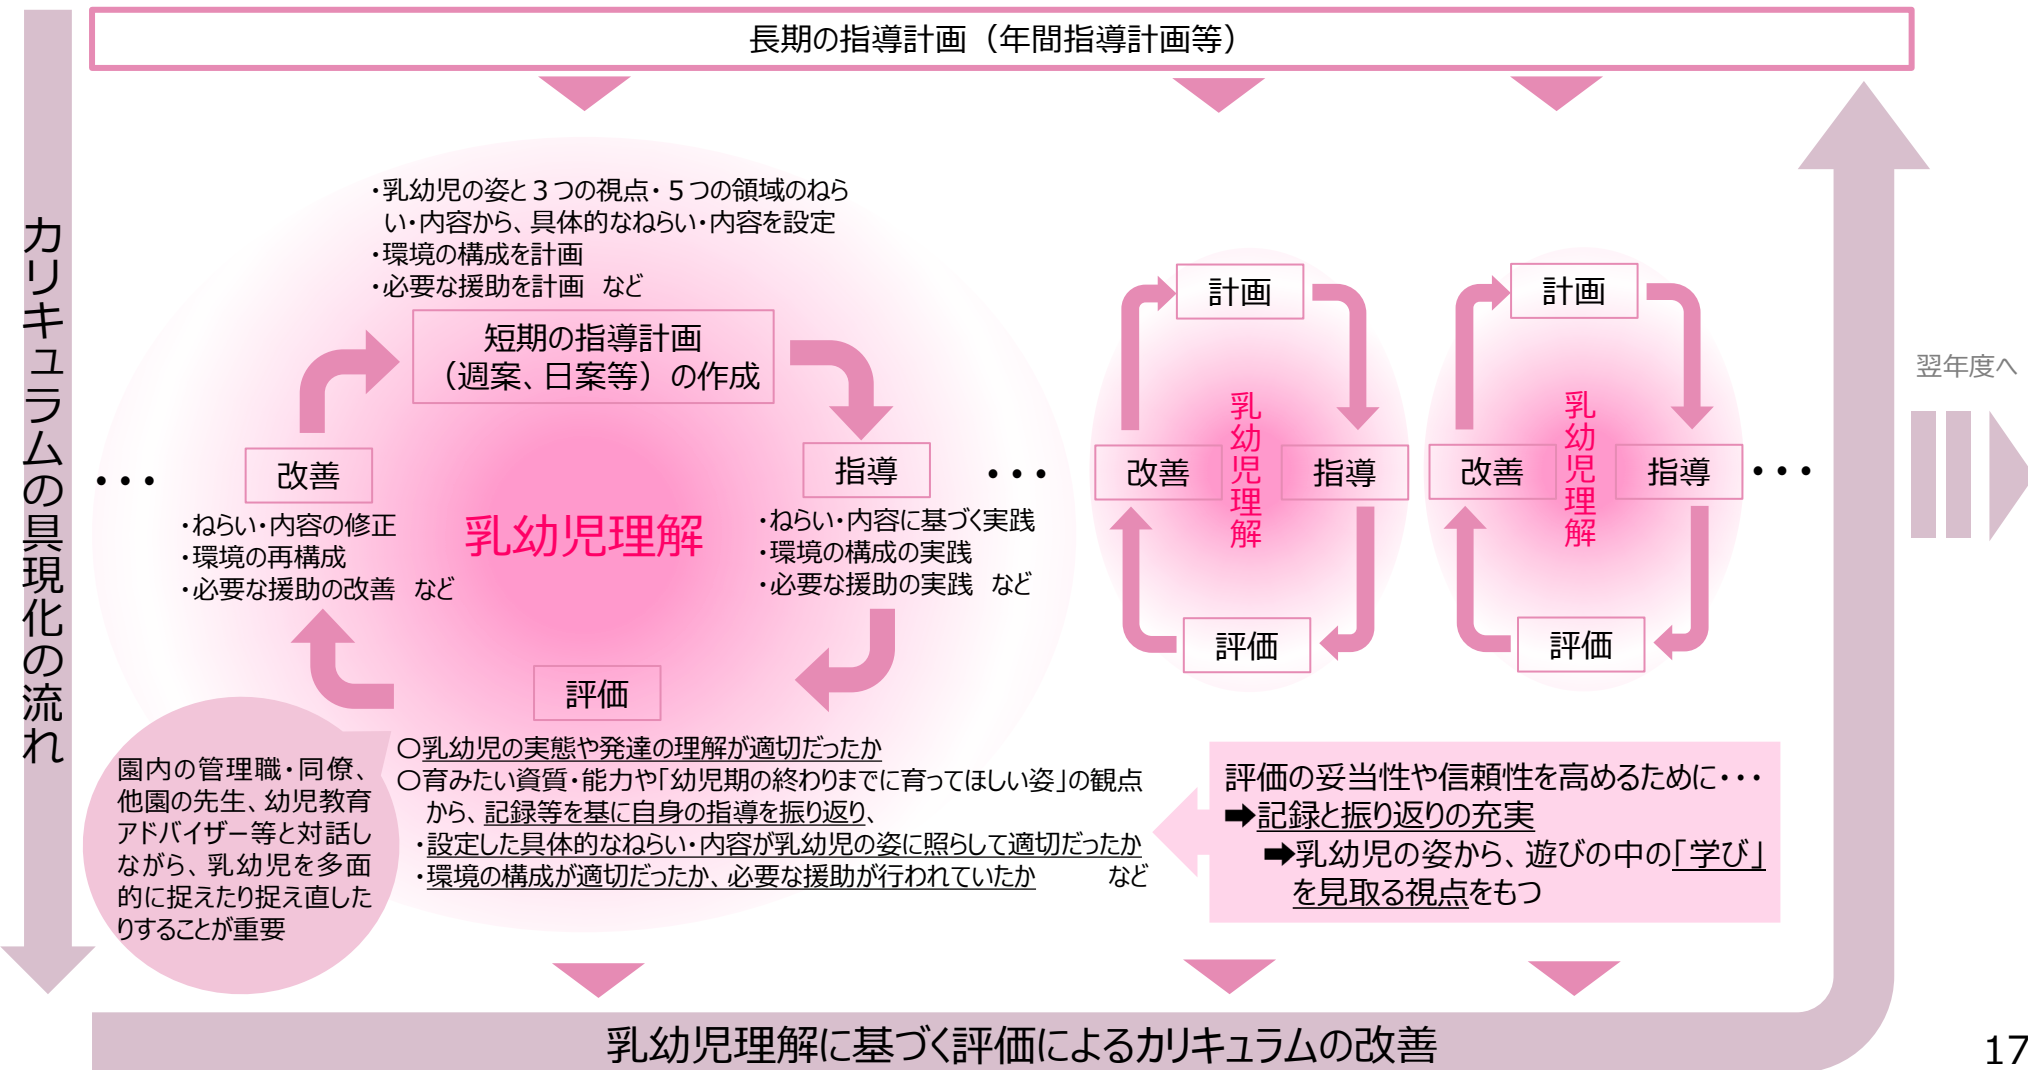 長期の指導計画（年間指導計画等）
カリキュラムの具現化の流れ
・乳幼児の姿と３つの視点・５つの領域のねら
い・内容から、具体的なねらい・内容を設定
・環境の構成を計画
・必要な援助を計画　など
短期の指導計画
（週案、日案等）の作成
・・・
改善
・ねらい・内容の修正
・環境の再構成
・必要な援助の改善　など
乳幼児理解
指導
・ねらい・内容に基づく実践
・環境の構成の実践
・必要な援助の実践　など
評価
〇乳幼児の実態や発達の理解が適切だったか
〇育みたい資質・能力や「幼児期の終わりまでに育ってほしい姿」の観点
から、記録等を基に自身の指導を振り返り、
・設定した具体的なねらい・内容が乳幼児の姿に照らして適切だったか
・環境の構成が適切だったか、必要な援助が行われていたか　　　など
園内の管理職・同僚、
他園の先生、幼児教育
アドバイザー等と対話し
ながら、乳幼児を多面
的に捉えたり捉え直した
りすることが重要
・・・
計画
改善
乳幼児理解
指導
評価
計画
改善
乳幼児理解
指導
評価
・・・
翌年度へ
評価の妥当性や信頼性を高めるために・・・
➡記録と振り返りの充実
➡乳幼児の姿から、遊びの中の「学び」
を見取る視点をもつ
乳幼児理解に基づく評価によるカリキュラムの改善
17